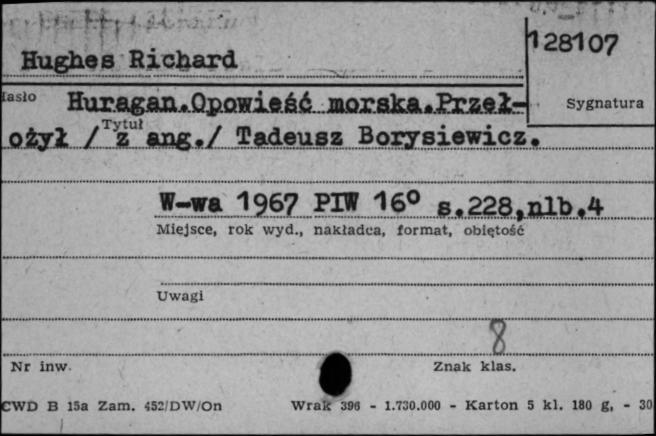 128107
Hughes Richard
Hasło
Sygnatura
Huragan.Opowieść morska.Przeł-
Tytuł
ożył / z ang./ Tadeusz Borysiewicz.
W-wa 1967 PIW 16° s.228,nlb.4
Miejsce, rok wyd., nakładca, format, obiętość
Uwagi
8
Nr inw.
Znak klas.
CWD B 15a Zam. 452/DW/On
Wrak 396 - 1.730.000 - Karton 5 kl. 180 g, - 30